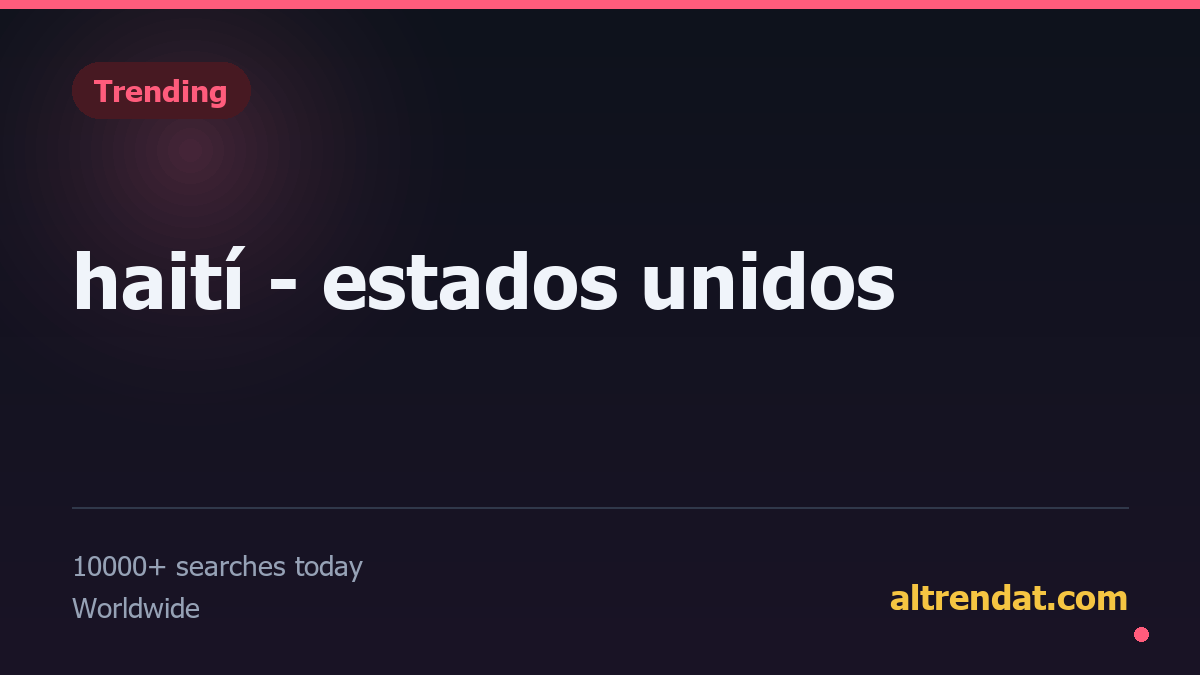 Trending
haití - estados unidos
10000+ searches today
Worldwide
altrendat.com